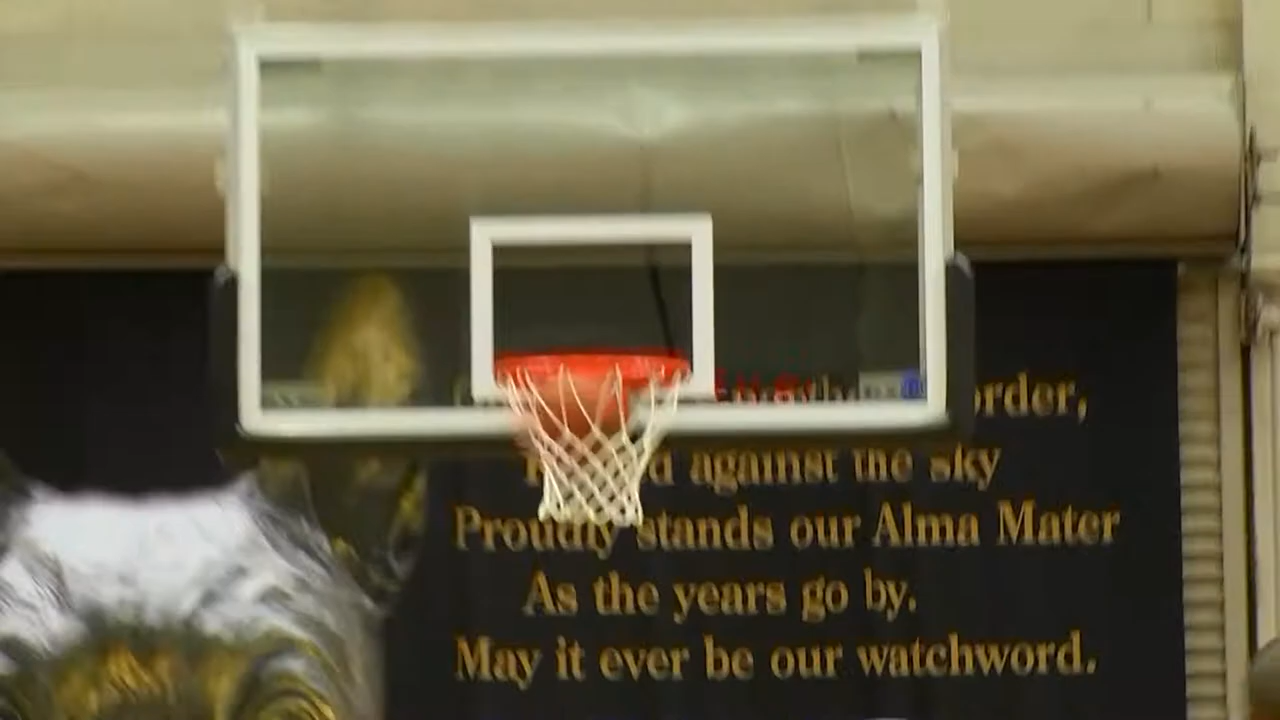 order,
against the sky
Proudly stands our Alma Mater
As the years go by.
May it ever be our watchword.